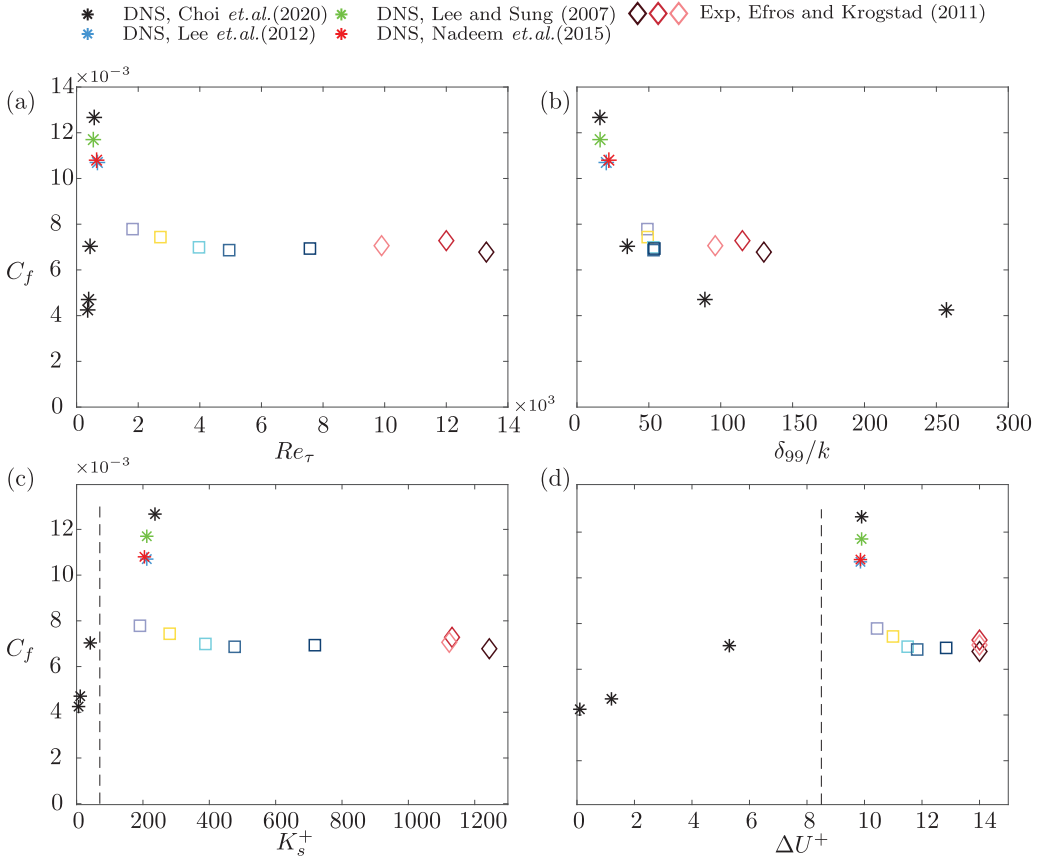 DNS, Choi et.al.(2020) DNS, Lee and Sung (2007) Exp, Efros and Krogstad (2011)
DNS, Lee et.al.(2012) DNS, Nadeem et.al.(2015)
(a) 14 ×10⁻³ (b)
12
10
8
C_f 6
4
2
0
0 2 4 6 8 10 12 14 ×10³ 50 100 150 200 250 300
Re_τ δ₉₉/k
(c) ×10⁻³ (d)
12
10
8
C_f 6
4
2
0
0 200 400 600 800 1000 1200 0 2 4 6 8 10 12 14
K_s⁺ ΔU⁺